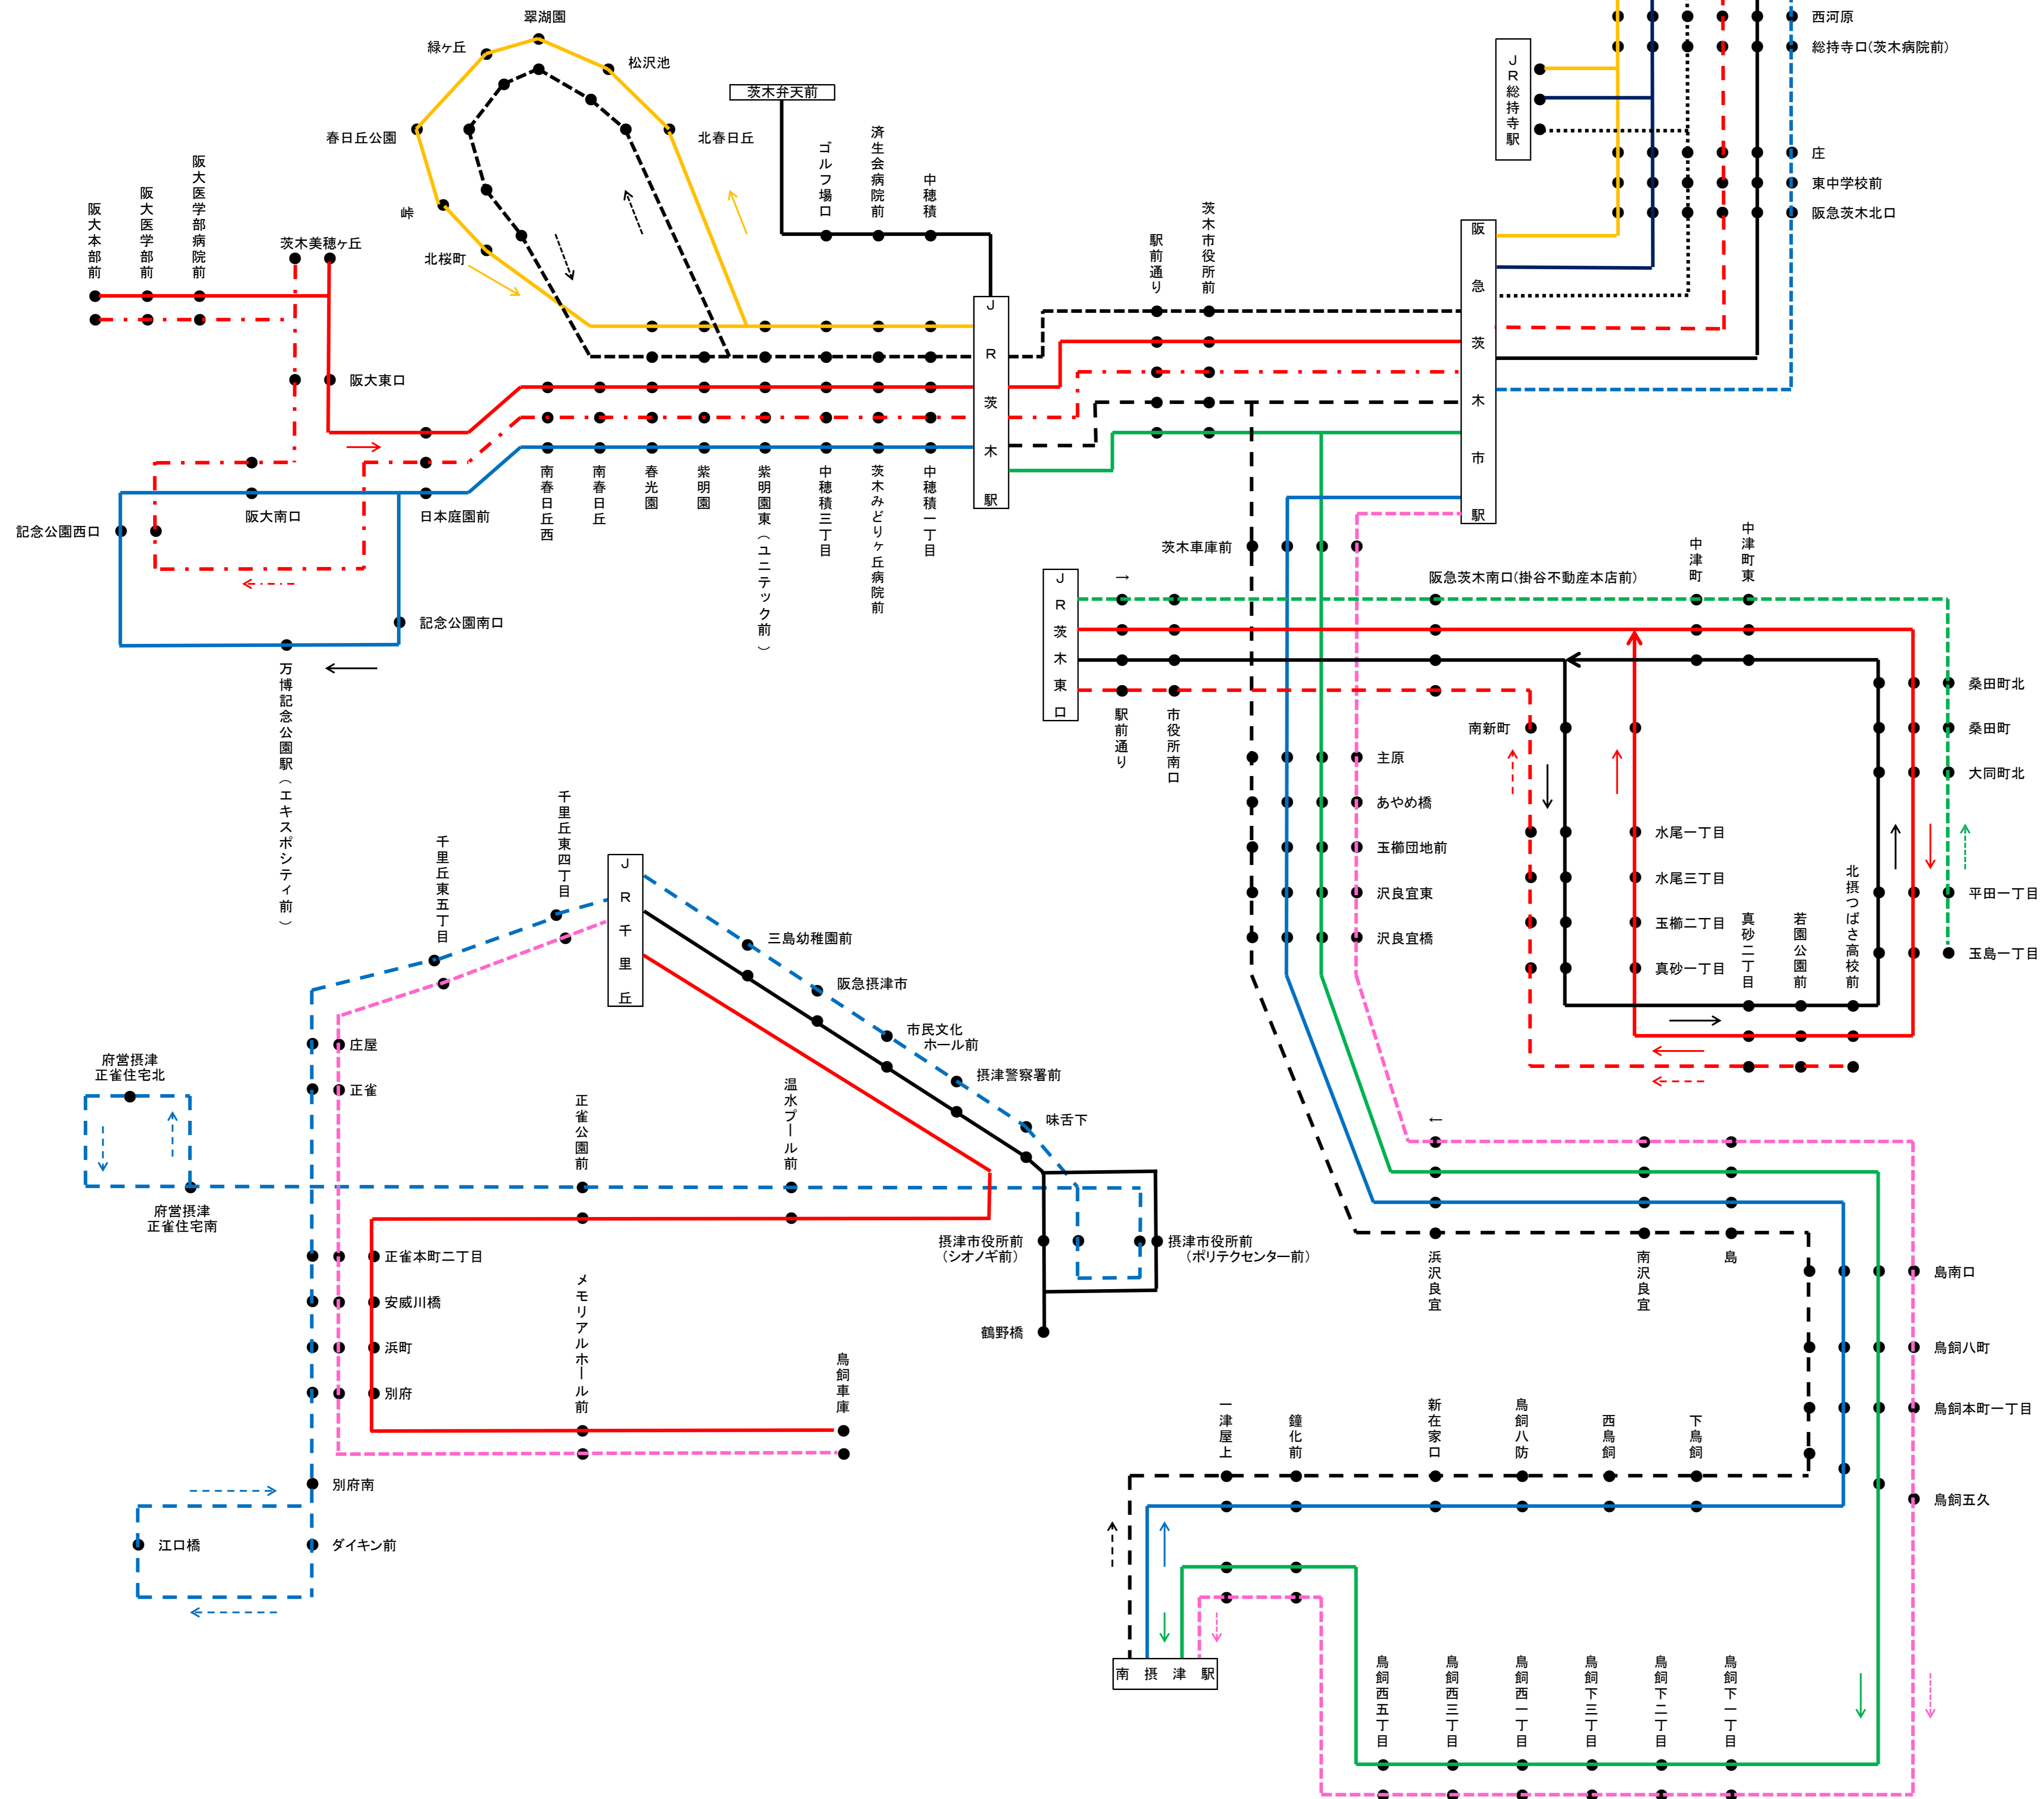 翠湖園
緑ヶ丘
松沢池
春日丘公園
北春日丘
峠
北桜町
茨木弁天前
ゴルフ場口
済生会病院前
中穂積
阪大本部前
阪大医学部前
阪大医学部病院前
茨木美穂ヶ丘
阪大東口
駅前通り
茨木市役所前
JR総持寺駅
西河原
総持寺口(茨木病院前)
庄
東中学校前
阪急茨木北口
阪急茨木市駅
JR茨木駅
記念公園西口
阪大南口
日本庭園前
記念公園南口
万博記念公園駅(エキスポシティ前)
南春日丘西
南春日丘
春光園
紫明園
紫明園東(ユニテック前)
中穂積三丁目
茨木みどりヶ丘病院前
中穂積一丁目
茨木車庫前
JR茨木東口
→
駅前通り
市役所南口
阪急茨木南口(掛谷不動産本店前)
中津町
中津町東
桑田町北
桑田町
大同町北
平田一丁目
玉島一丁目
南新町
水尾一丁目
水尾三丁目
玉櫛二丁目
真砂一丁目
真砂二丁目
若園公園前
北摂つばさ高校前
主原
あやめ橋
玉櫛団地前
沢良宜東
沢良宜橋
千里丘東五丁目
千里丘東四丁目
JR千里丘
三島幼稚園前
阪急摂津市
市民文化
ホール前
摂津警察署前
味舌下
庄屋
正雀
府営摂津
正雀住宅北
府営摂津
正雀住宅南
正雀公園前
温水プール前
摂津市役所前
(シオノギ前)
摂津市役所前
(ポリテクセンター前)
鶴野橋
正雀本町二丁目
安威川橋
浜町
別府
メモリアルホール前
鳥飼車庫
別府南
江口橋
ダイキン前
←
浜沢良宜
南沢良宜
島
島南口
鳥飼八町
鳥飼本町一丁目
鳥飼五久
一津屋上
鐘化前
新在家口
鳥飼八防
西鳥飼
下鳥飼
南摂津駅
鳥飼西五丁目
鳥飼西三丁目
鳥飼西一丁目
鳥飼下三丁目
鳥飼下二丁目
鳥飼下一丁目